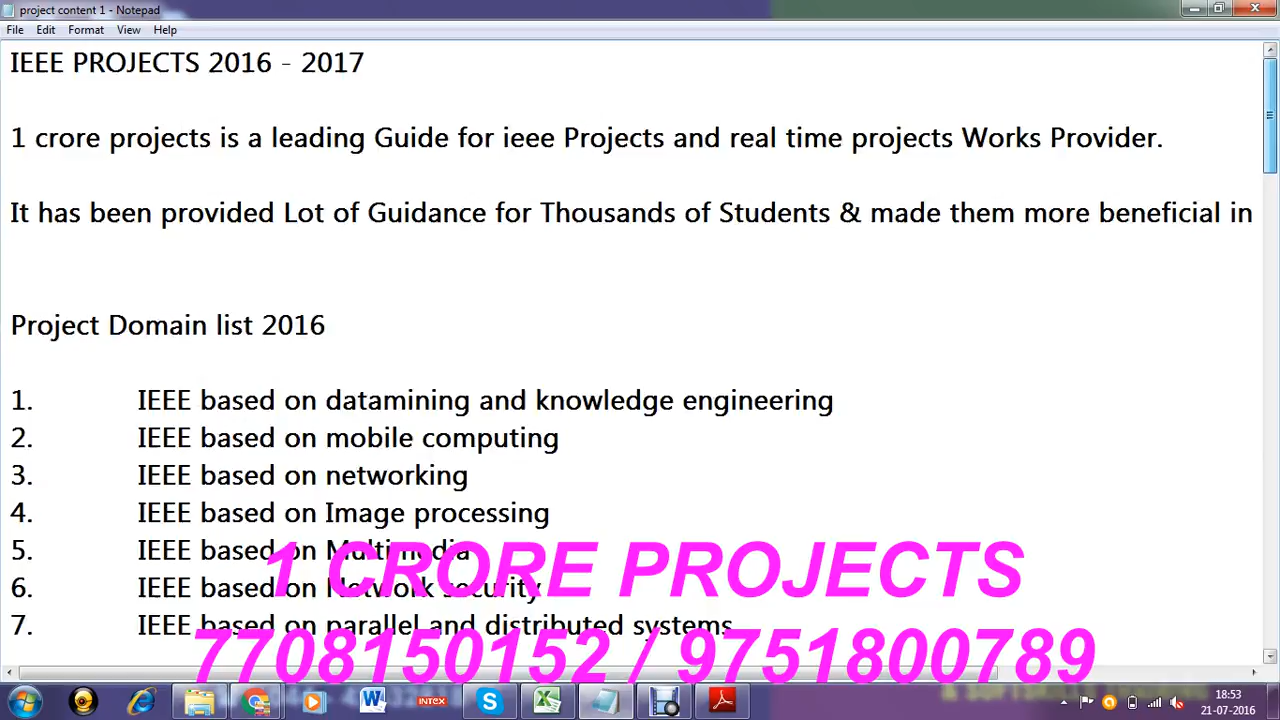 project content 1 - Notepad
File Edit Format View Help
IEEE PROJECTS 2016 - 2017
1 crore projects is a leading Guide for ieee Projects and real time projects Works Provider.
It has been provided Lot of Guidance for Thousands of Students & made them more beneficial in
Project Domain list 2016
1. IEEE based on datamining and knowledge engineering
2. IEEE based on mobile computing
3. IEEE based on networking
4. IEEE based on Image processing
5. IEEE based on Multimedia
6. IEEE based on Network security
7. IEEE based on parallel and distributed systems
1 CRORE PROJECTS
7708150152 / 9751800789
INTEX
18:53
21-07-2016